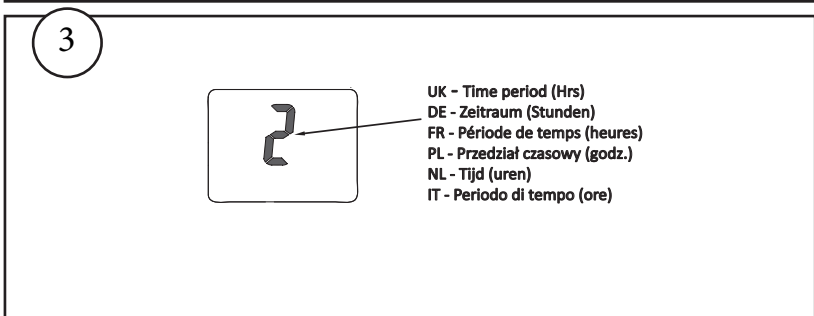 3
2
UK - Time period (Hrs)
DE - Zeitraum (Stunden)
FR - Période de temps (heures)
PL - Przedział czasowy (godz.)
NL - Tijd (uren)
IT - Periodo di tempo (ore)